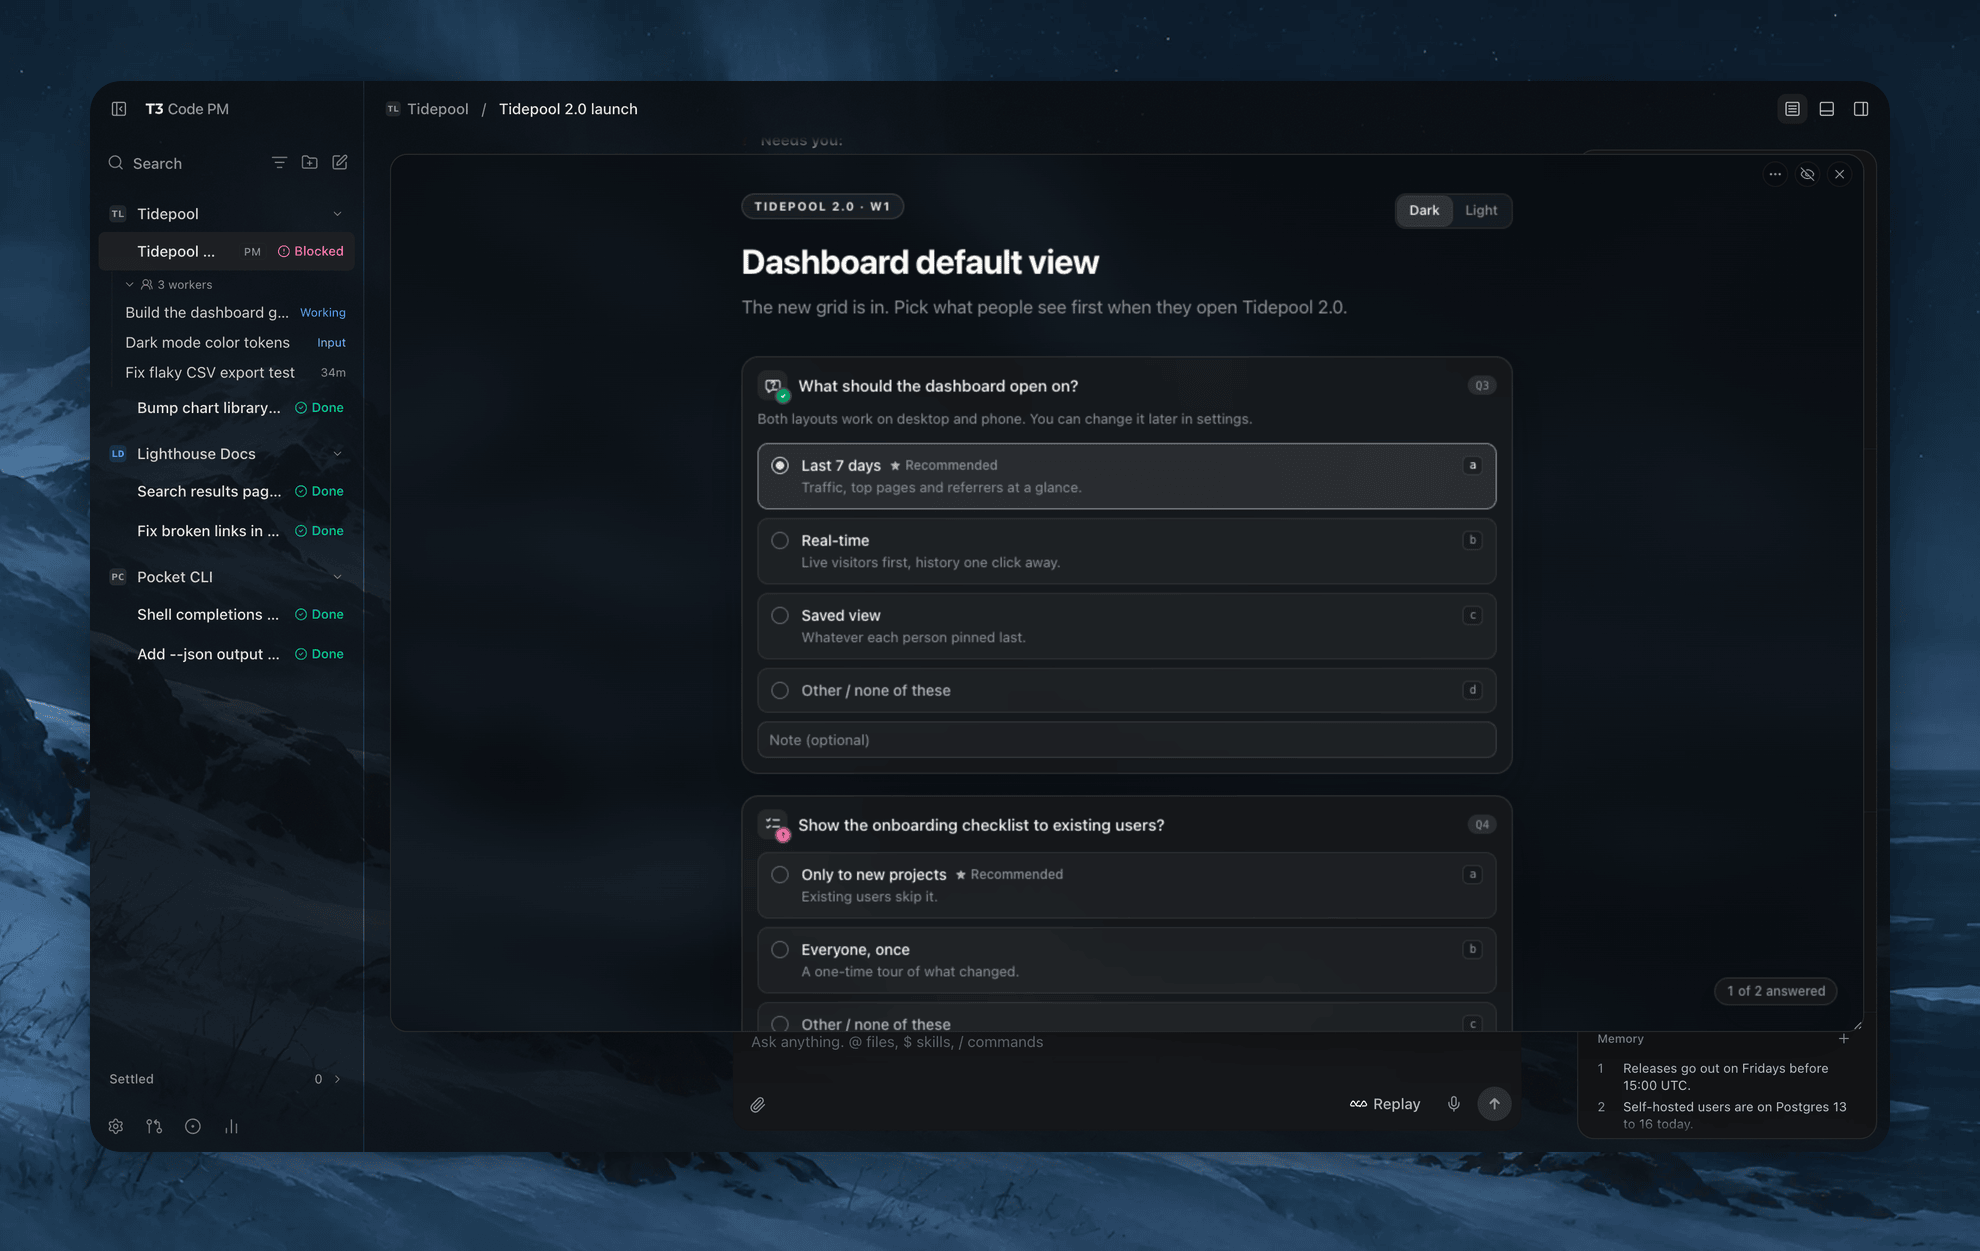 T3 Code PM
Search
TL Tidepool
Tidepool ... PM Blocked
3 workers
Build the dashboard g... Working
Dark mode color tokens Input
Fix flaky CSV export test 34m
Bump chart library... Done
LD Lighthouse Docs
Search results pag... Done
Fix broken links in ... Done
PC Pocket CLI
Shell completions ... Done
Add --json output ... Done
Settled 0
TL Tidepool / Tidepool 2.0 launch
Needs you:
TIDEPOOL 2.0 · W1
Dark Light
Dashboard default view
The new grid is in. Pick what people see first when they open Tidepool 2.0.
What should the dashboard open on? Q3
Both layouts work on desktop and phone. You can change it later in settings.
Last 7 days ★ Recommended a
Traffic, top pages and referrers at a glance.
Real-time b
Live visitors first, history one click away.
Saved view c
Whatever each person pinned last.
Other / none of these d
Note (optional)
Show the onboarding checklist to existing users? Q4
Only to new projects ★ Recommended a
Existing users skip it.
Everyone, once b
A one-time tour of what changed.
Other / none of these c
1 of 2 answered
Ask anything. @ files, $ skills, / commands
Replay
Memory +
1 Releases go out on Fridays before
15:00 UTC.
2 Self-hosted users are on Postgres 13
to 16 today.